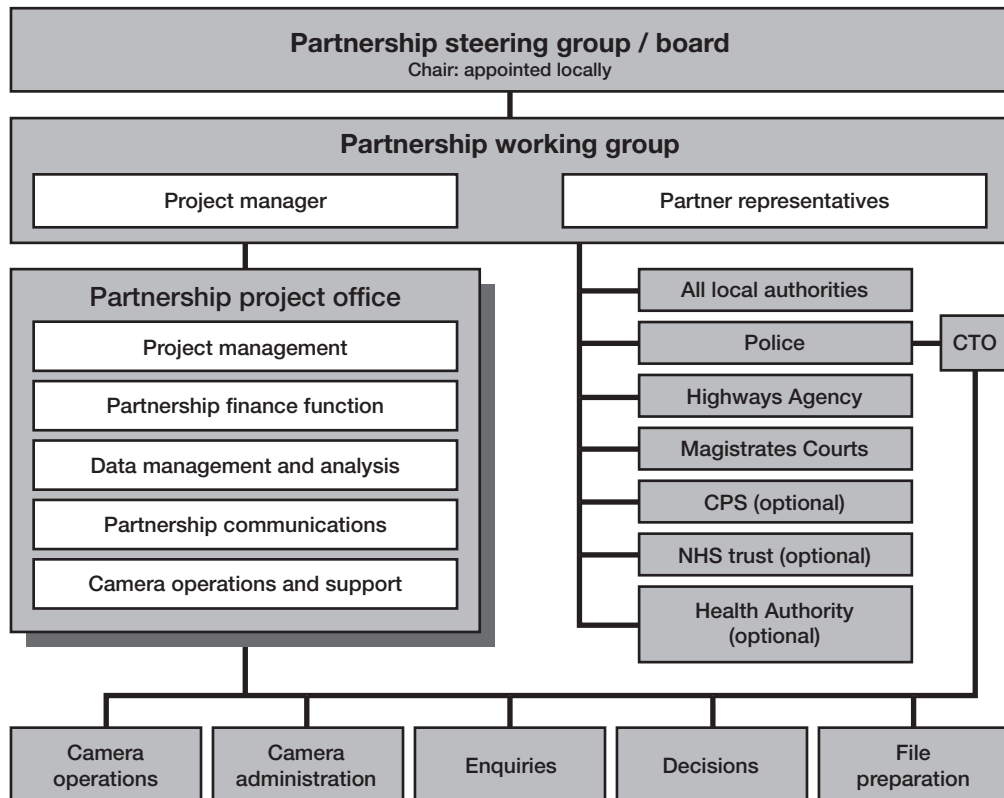 Partnership steering group / board
Chair: appointed locally
Partnership working group
Project manager
Partner representatives
Partnership project office
Project management
Partnership finance function
Data management and analysis
Partnership communications
Camera operations and support
All local authorities
Police
CTO
Highways Agency
Magistrates Courts
CPS (optional)
NHS trust (optional)
Health Authority
(optional)
Camera
operations
Camera
administration
Enquiries
Decisions
File
preparation